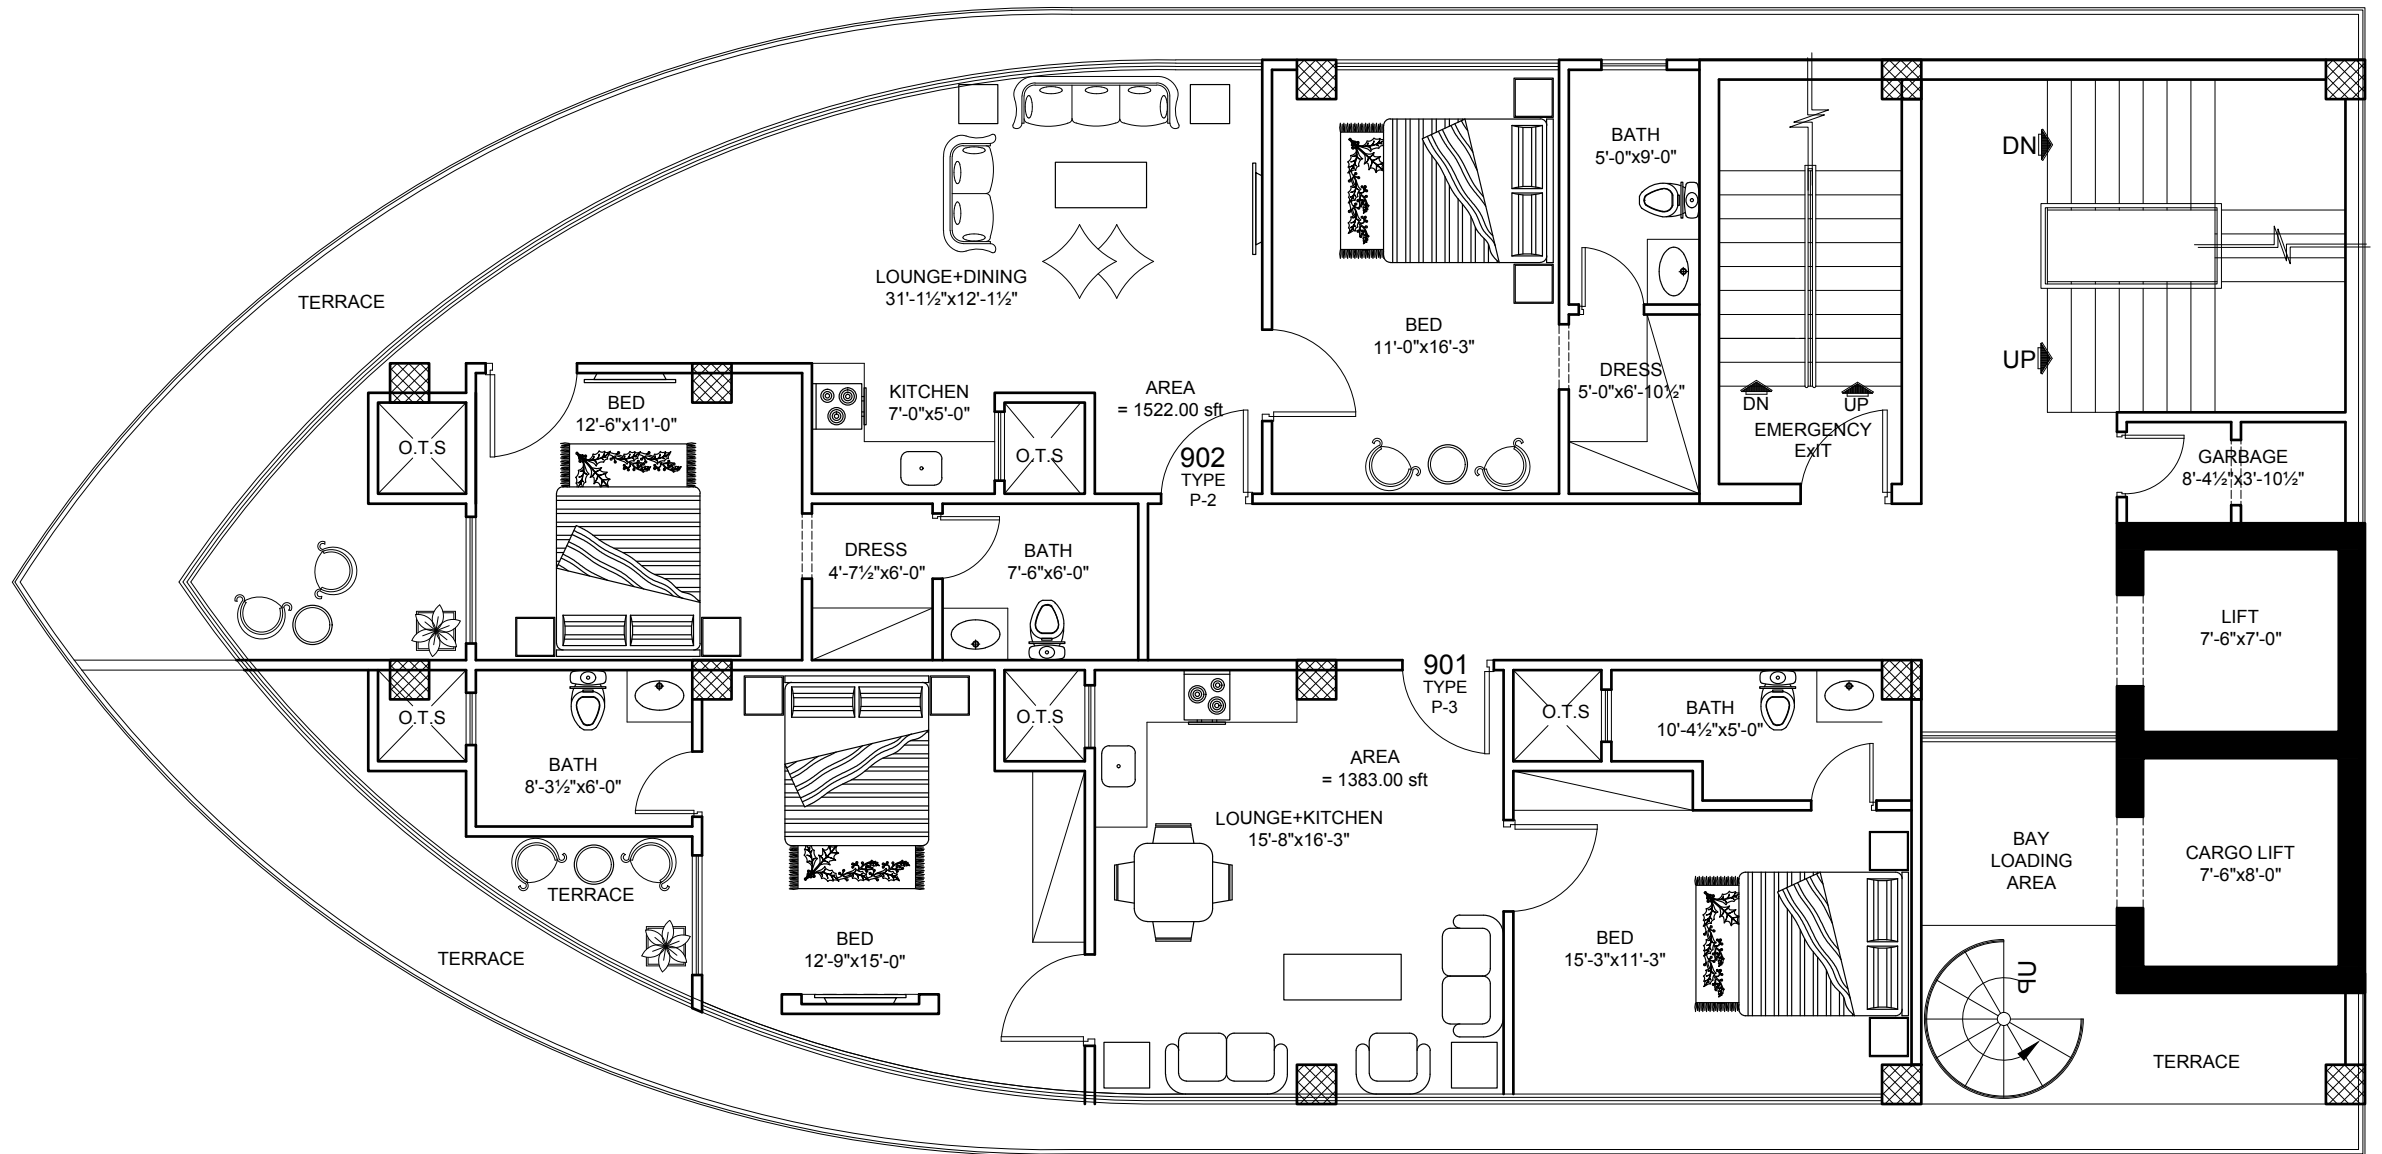 BATH
5'-0"x9'-0"
DN
LOUNGE+DINING
31'-1½"x12'-1½"
TERRACE
BED
11'-0"x16'-3"
UP
DRESS
5'-0"x6'-10½"
KITCHEN
7'-0"x5'-0"
AREA
= 1522.00 sft
BED
12'-6"x11'-0"
DN
UP
EMERGENCY
ExIT
O.T.S
O.T.S
902
TYPE
P-2
GARBAGE
8'-4½"x3'-10½"
DRESS
4'-7½"x6'-0"
BATH
7'-6"x6'-0"
LIFT
7'-6"x7'-0"
901
TYPE
P-3
O.T.S
O.T.S
O.T.S
BATH
10'-4½"x5'-0"
BATH
8'-3½"x6'-0"
AREA
= 1383.00 sft
LOUNGE+KITCHEN
15'-8"x16'-3"
BAY
LOADING
AREA
CARGO LIFT
7'-6"x8'-0"
TERRACE
TERRACE
BED
12'-9"x15'-0"
BED
15'-3"x11'-3"
UP
TERRACE